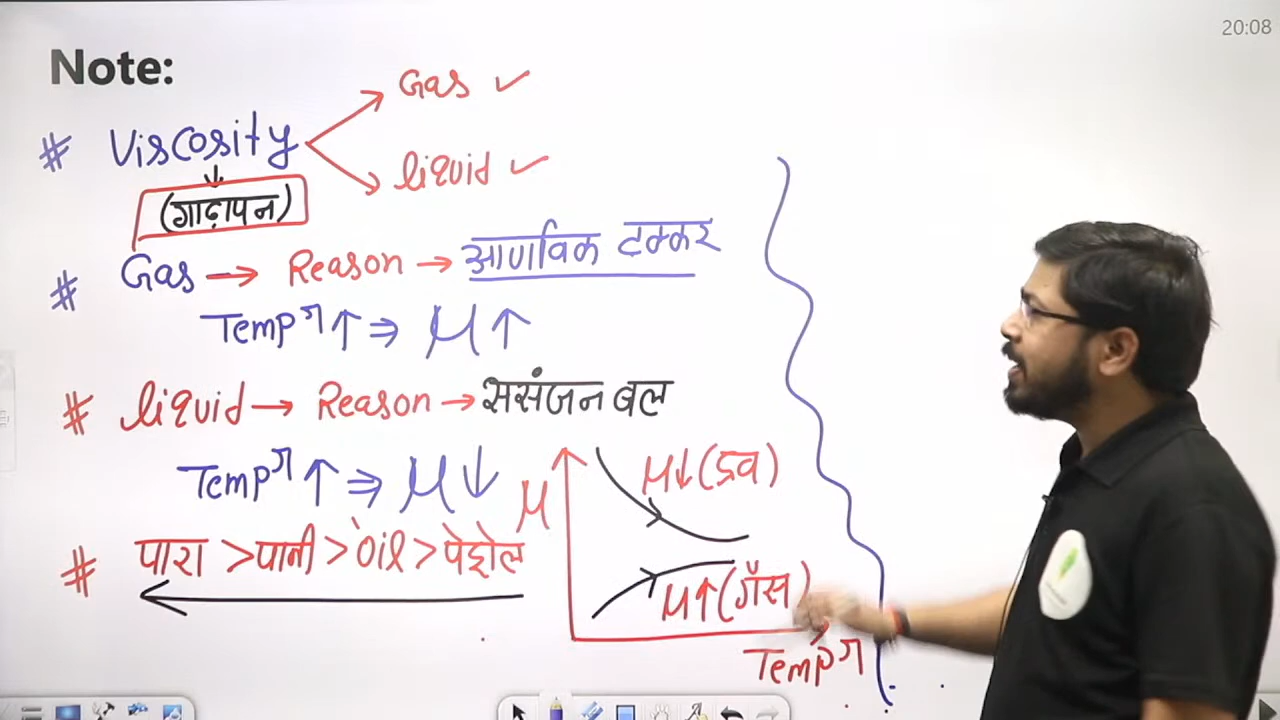 20:08
Note:
# Viscosity → Gas ✓
→ liquid ✓
(गाढ़ापन)
# Gas → Reason → आणविक टक्कर
Tempʳ ↑ ⇒ μ ↑
# liquid → Reason → ससंजन बल
Tempʳ ↑ ⇒ μ ↓
μ
μ↓ (द्रव)
# पारा > पानी > oil > पेट्रोल
μ↑ (गैस)
Tempʳ